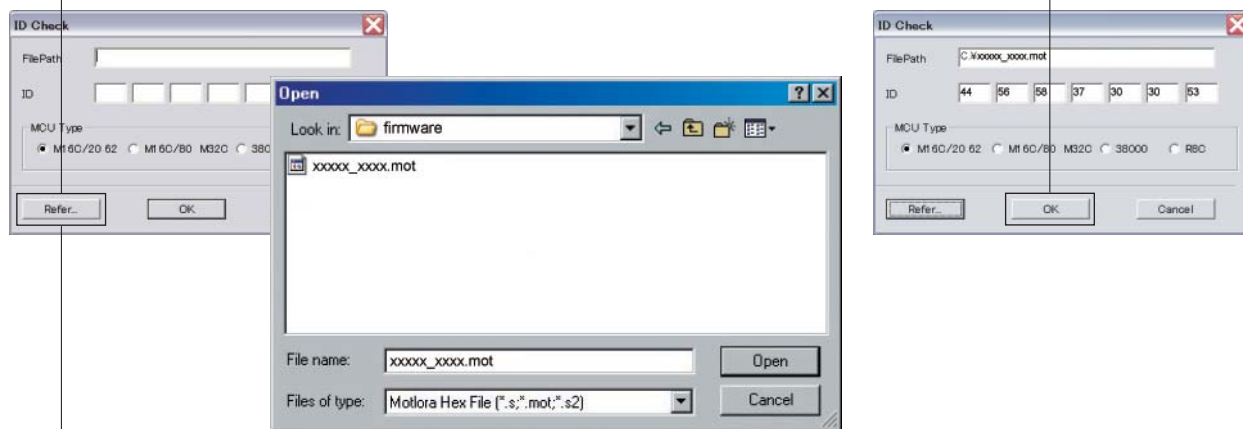 ID Check
FilePath
ID
MCU Type
M16C/20 62 M16C/80 M32C 380
Refer...
OK
Open
Look in: firmware
xxxxx_xxxx.mot
File name: xxxxx_xxxx.mot
Open
Files of type: Motlora Hex File (*.s;*.mot;*.s2)
Cancel
ID Check
FilePath C:¥xxxxx_xxxx.mot
ID 44 56 58 37 30 30 53
MCU Type
M16C/20 62 M16C/80 M32C 38000 R8C
Refer...
OK
Cancel